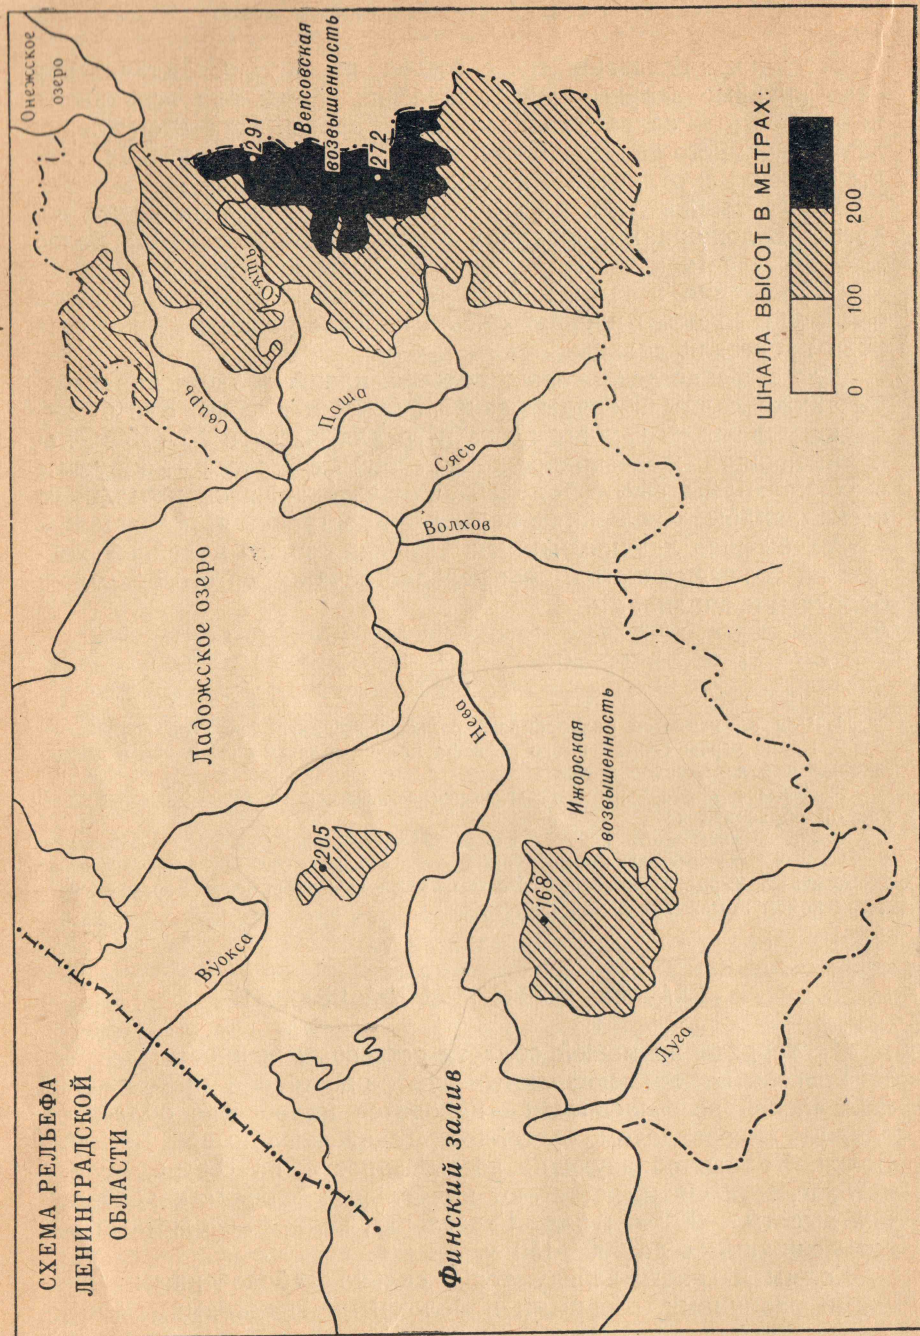 СХЕМА РЕЛЬЕФА
ЛЕНИНГРАДСКОЙ
ОБЛАСТИ
Онежское
озеро
Ладожское озеро
Вуокса
Свирь
Оять
Паша
Сясь
Волхов
Нева
Луга
Финский залив
Вепсовская
возвышенность
291
272
205
Ижорская
возвышенность
168
ШКАЛА ВЫСОТ В МЕТРАХ:
0 100 200